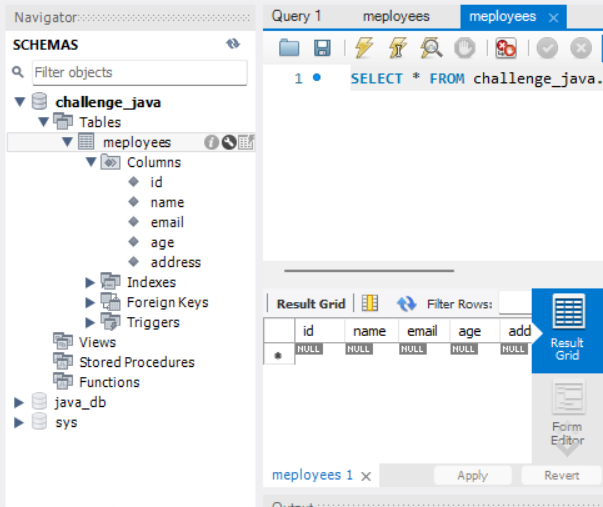 Navigator
SCHEMAS
Filter objects
challenge_java
Tables
meployees
Columns
id
name
email
age
address
Indexes
Foreign Keys
Triggers
Views
Stored Procedures
Functions
java_db
sys
Query 1 meployees meployees
1 SELECT * FROM challenge_java.
Result Grid Filter Rows:
id name email age add
NULL NULL NULL NULL NULL
Result
Grid
Form
Editor
meployees 1 Apply Revert
Output